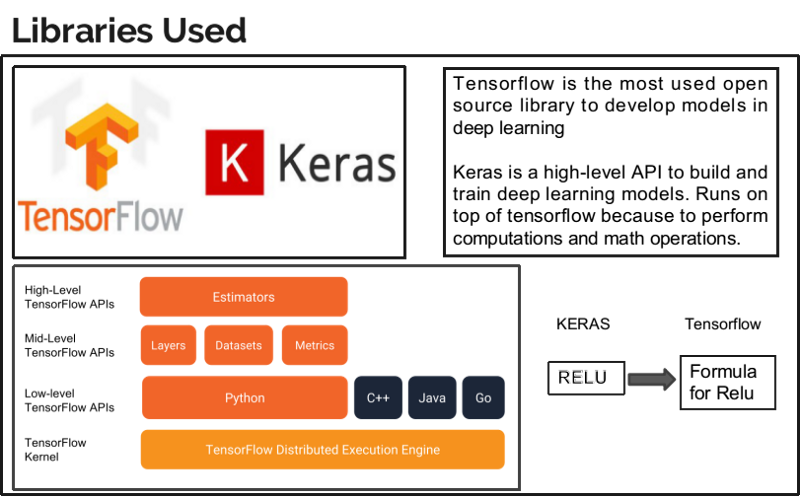 Libraries Used
TensorFlow
K Keras
Tensorflow is the most used open
source library to develop models in
deep learning
Keras is a high-level API to build and
train deep learning models. Runs on
top of tensorflow because to perform
computations and math operations.
High-Level
TensorFlow APIs
Estimators
Mid-Level
TensorFlow APIs
Layers Datasets Metrics
Low-level
TensorFlow APIs
Python C++ Java Go
TensorFlow
Kernel
TensorFlow Distributed Execution Engine
KERAS Tensorflow
RELU
Formula
for Relu